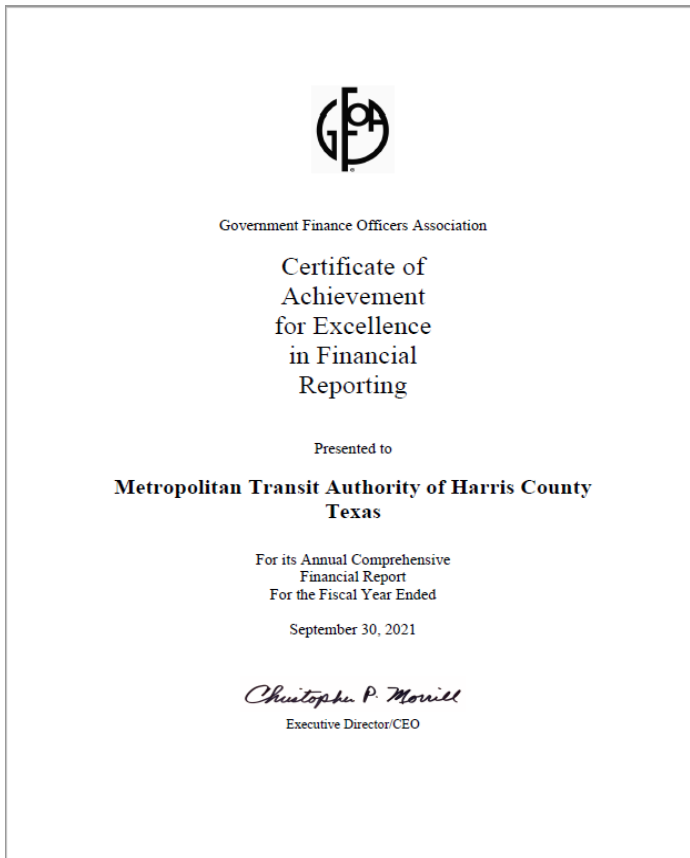 GFOA
Government Finance Officers Association
Certificate of
Achievement
for Excellence
in Financial
Reporting
Presented to
Metropolitan Transit Authority of Harris County
Texas
For its Annual Comprehensive
Financial Report
For the Fiscal Year Ended
September 30, 2021
Christopher P. Morrill
Executive Director/CEO